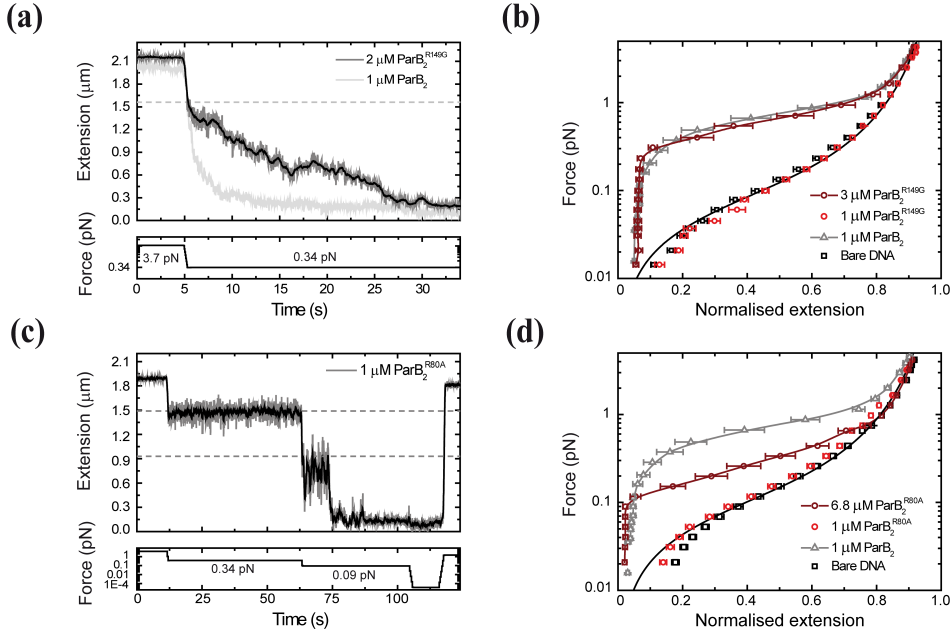 (a)
2 μM ParB₂ᴿ¹⁴⁹ᴳ
1 μM ParB₂
Extension (μm)
2.1
1.8
1.5
1.2
0.9
0.6
0.3
0.0
Force (pN)
3.7 pN
0.34 pN
0.34
0 5 10 15 20 25 30
Time (s)
(b)
Force (pN)
1
0.1
0.01
3 μM ParB₂ᴿ¹⁴⁹ᴳ
1 μM ParB₂ᴿ¹⁴⁹ᴳ
1 μM ParB₂
Bare DNA
0 0.2 0.4 0.6 0.8 1.0
Normalised extension
(c)
1 μM ParB₂ᴿ⁸⁰ᴬ
Extension (μm)
2.1
1.8
1.5
1.2
0.9
0.6
0.3
0.0
Force (pN)
1
0.01
1E-4
0.34 pN
0.09 pN
0 25 50 75 100
Time (s)
(d)
Force (pN)
1
0.1
0.01
6.8 μM ParB₂ᴿ⁸⁰ᴬ
1 μM ParB₂ᴿ⁸⁰ᴬ
1 μM ParB₂
Bare DNA
0 0.2 0.4 0.6 0.8 1.0
Normalised extension